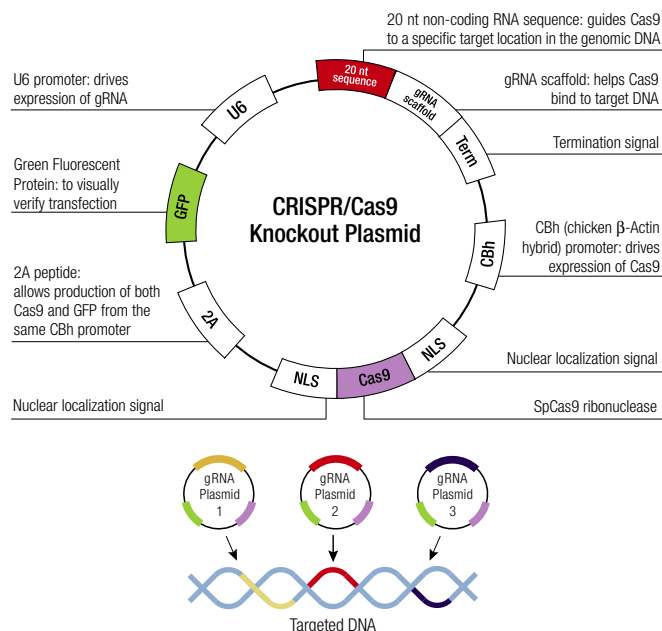 20 nt non-coding RNA sequence: guides Cas9
to a specific target location in the genomic DNA
U6 promoter: drives
expression of gRNA
gRNA scaffold: helps Cas9
bind to target DNA
Termination signal
Green Fluorescent
Protein: to visually
verify transfection
CBh (chicken β-Actin
hybrid) promoter: drives
expression of Cas9
2A peptide:
allows production of both
Cas9 and GFP from the
same CBh promoter
Nuclear localization signal
Nuclear localization signal
SpCas9 ribonuclease
20 nt
sequence
gRNA
scaffold
Term
CBh
NLS
Cas9
NLS
2A
GFP
U6
CRISPR/Cas9
Knockout Plasmid
gRNA
Plasmid
1
gRNA
Plasmid
2
gRNA
Plasmid
3
Targeted DNA